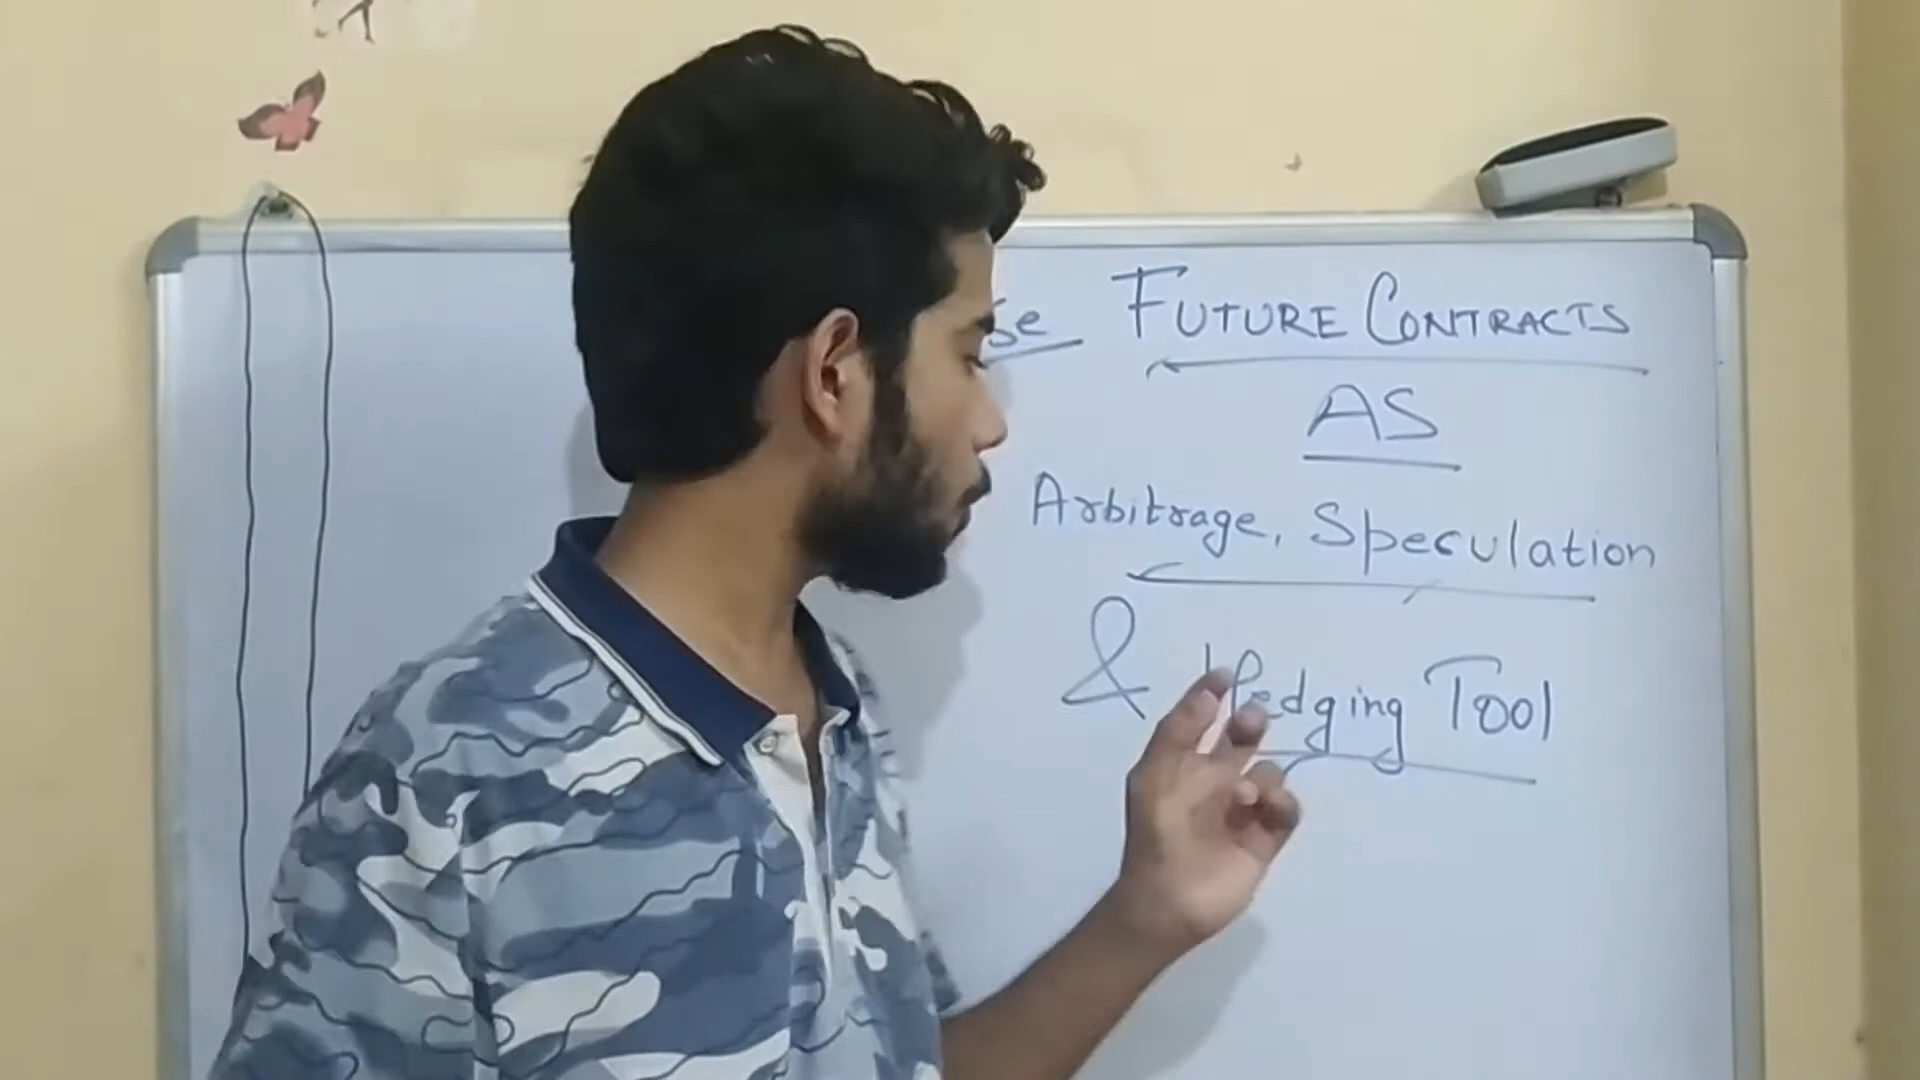 se FUTURE CONTRACTS
AS
Arbitrage, Speculation
& Hedging Tool